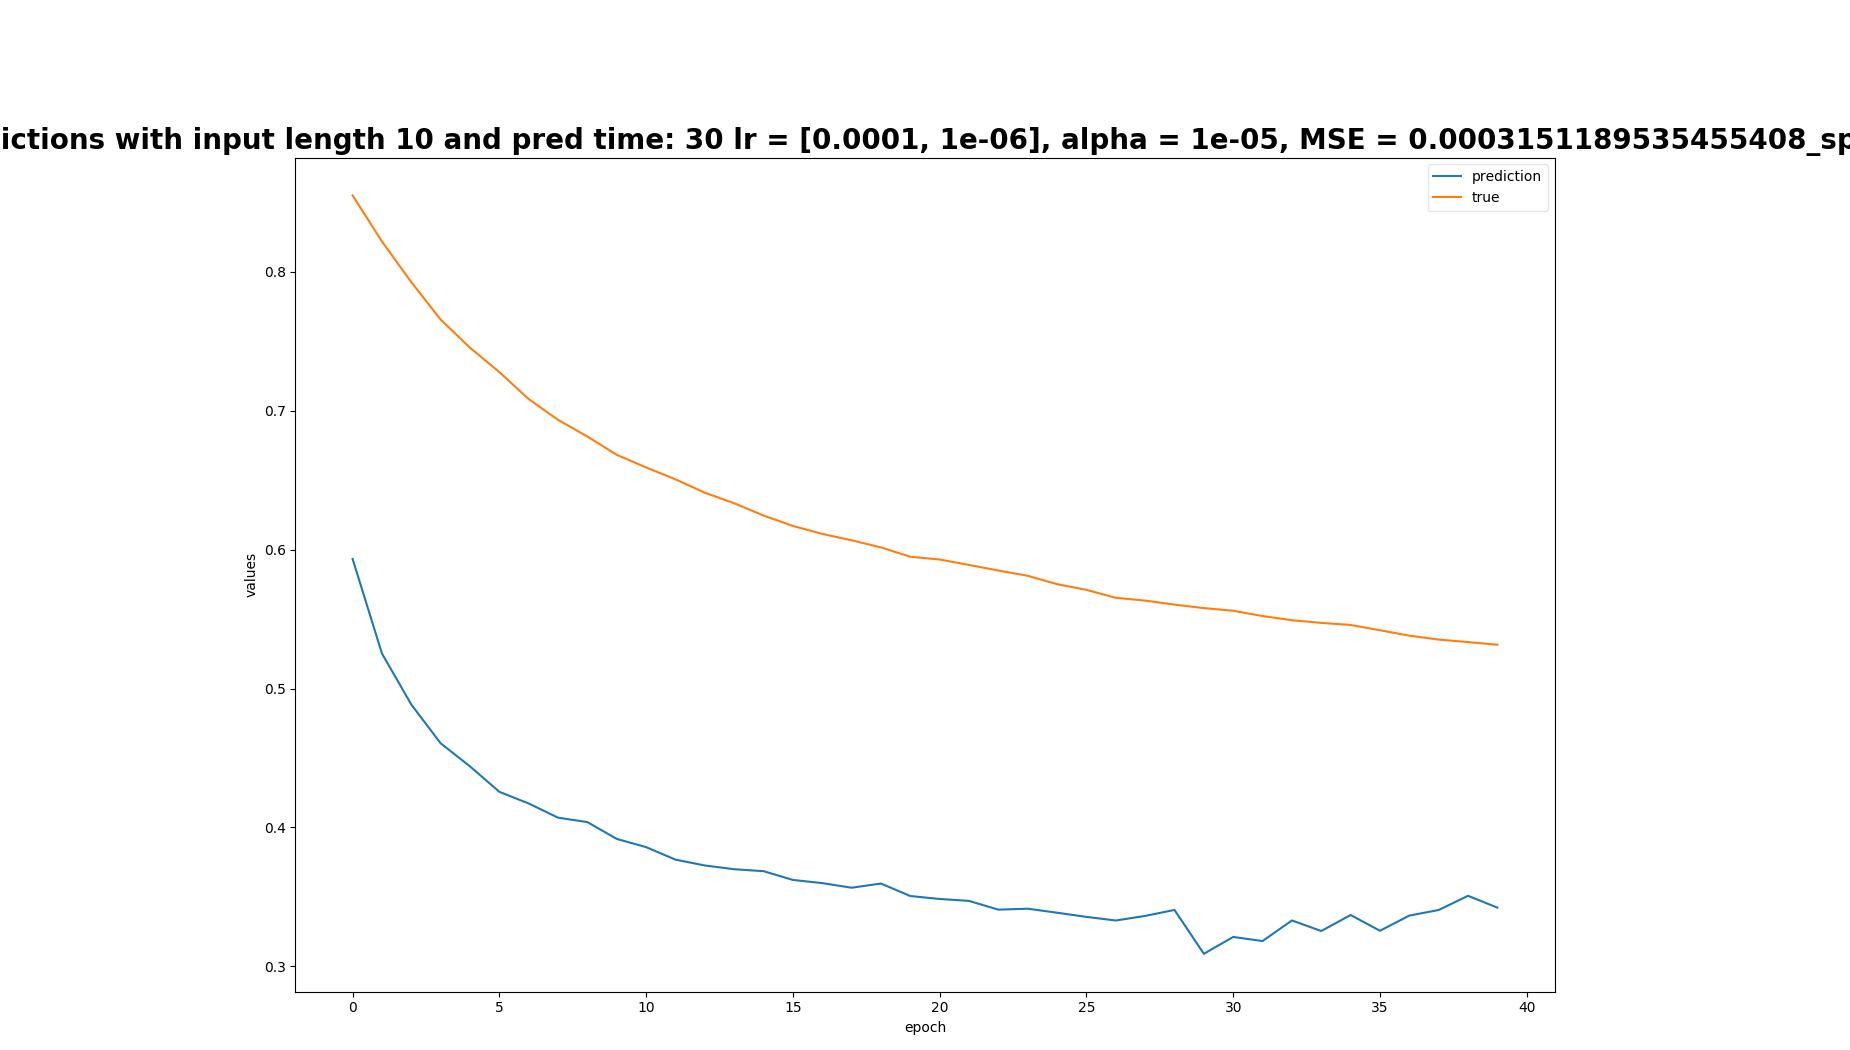 ictions with input length 10 and pred time: 30 lr = [0.0001, 1e-06], alpha = 1e-05, MSE = 0.0003151189535455408_sp
prediction
true
0.8
0.7
0.6
0.5
0.4
0.3
values
0 5 10 15 20 25 30 35 40
epoch